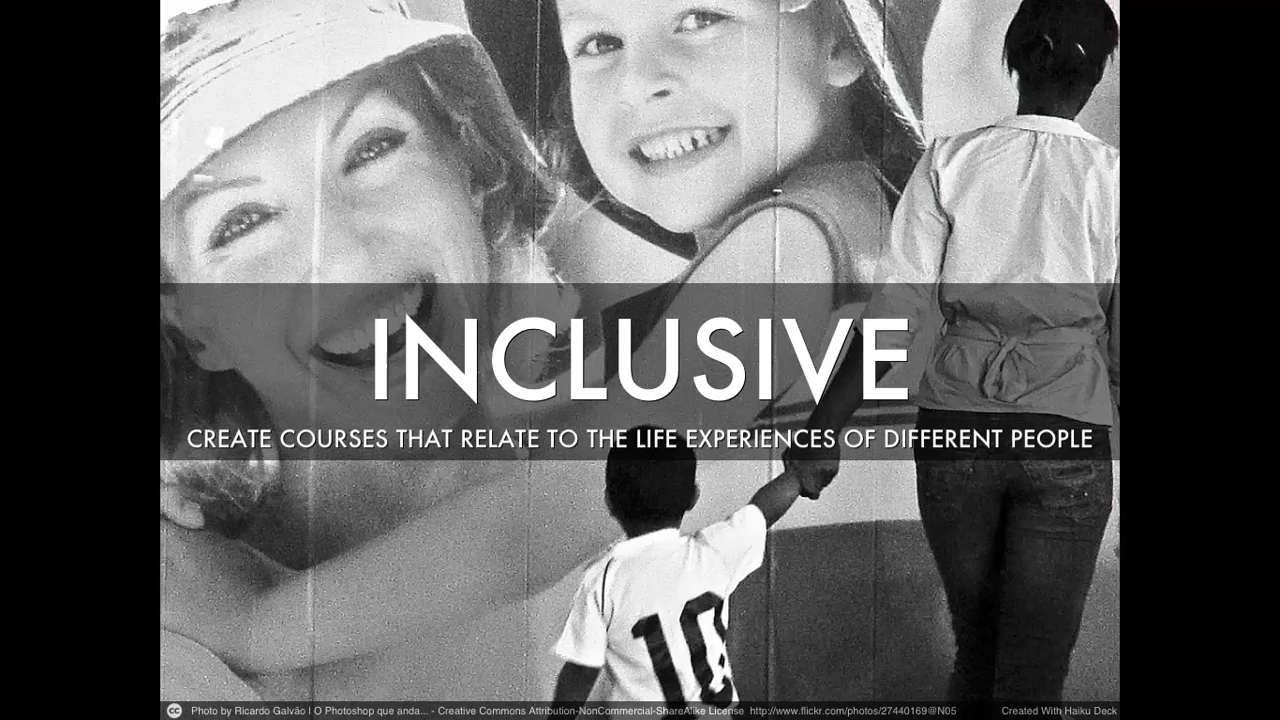 INCLUSIVE
CREATE COURSES THAT RELATE TO THE LIFE EXPERIENCES OF DIFFERENT PEOPLE
10
cc Photo by Ricardo Galvão | O Photoshop que anda... - Creative Commons Attribution-NonCommercial-ShareAlike License http://www.flickr.com/photos/27440169@N05 Created With Haiku Deck